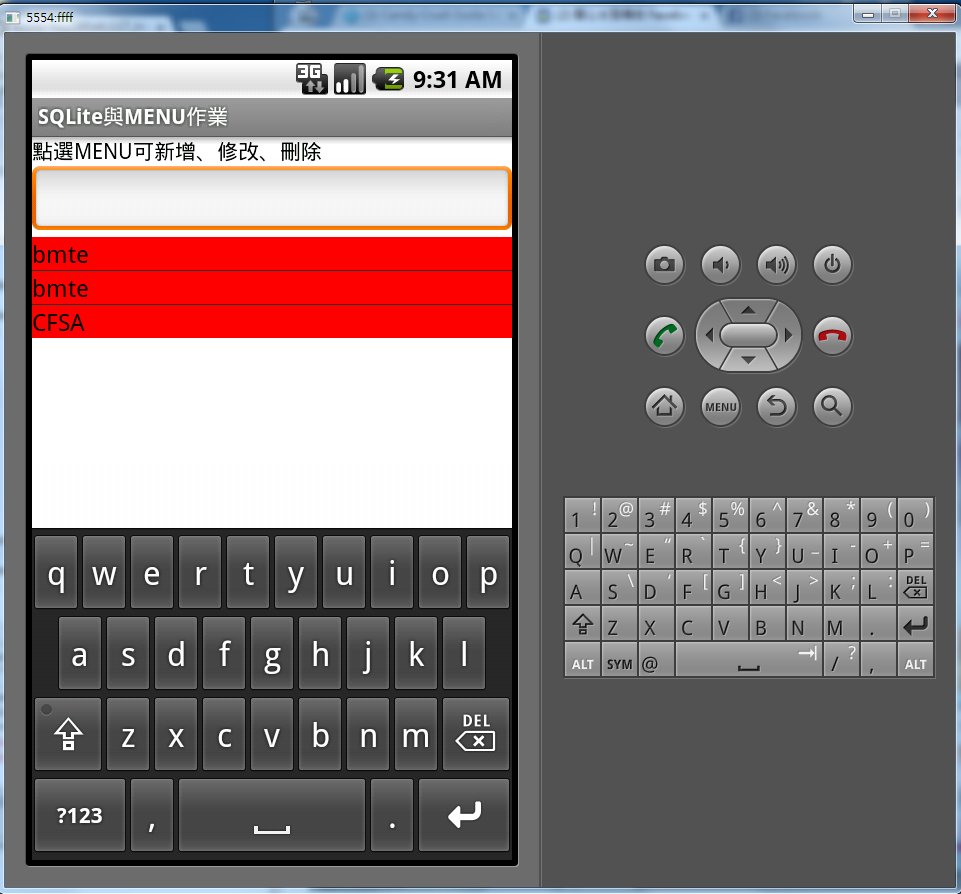 5554:ffff
3G 9:31 AM
SQLite與MENU作業
點選MENU可新增、修改、刪除
bmte
bmte
CFSA
q w e r t y u i o p
a s d f g h j k l
z x c v b n m DEL
?123 , .
MENU
1 ! 2 @ 3 # 4 $ 5 % 6 ^ 7 & 8 * 9 ( 0 )
Q | W ~ E “ R ` T { Y } U _ I - O + P =
A S \ D ‘ F [ G ] H < J > K ; L : DEL
Z X C V B N M .
ALT SYM @ / ? , ALT